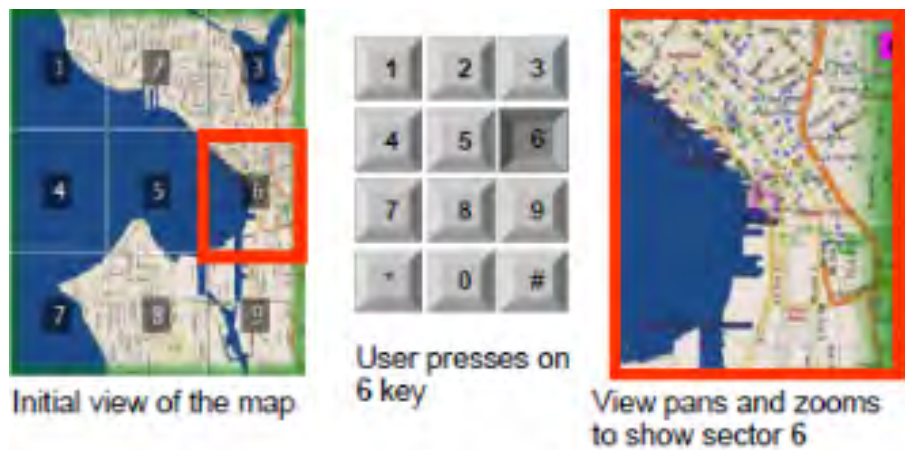 1 2 3
4 5 6
7 8 9
1 2 3
4 5 6
7 8 9
* 0 #
Initial view of the map
User presses on
6 key
View pans and zooms
to show sector 6